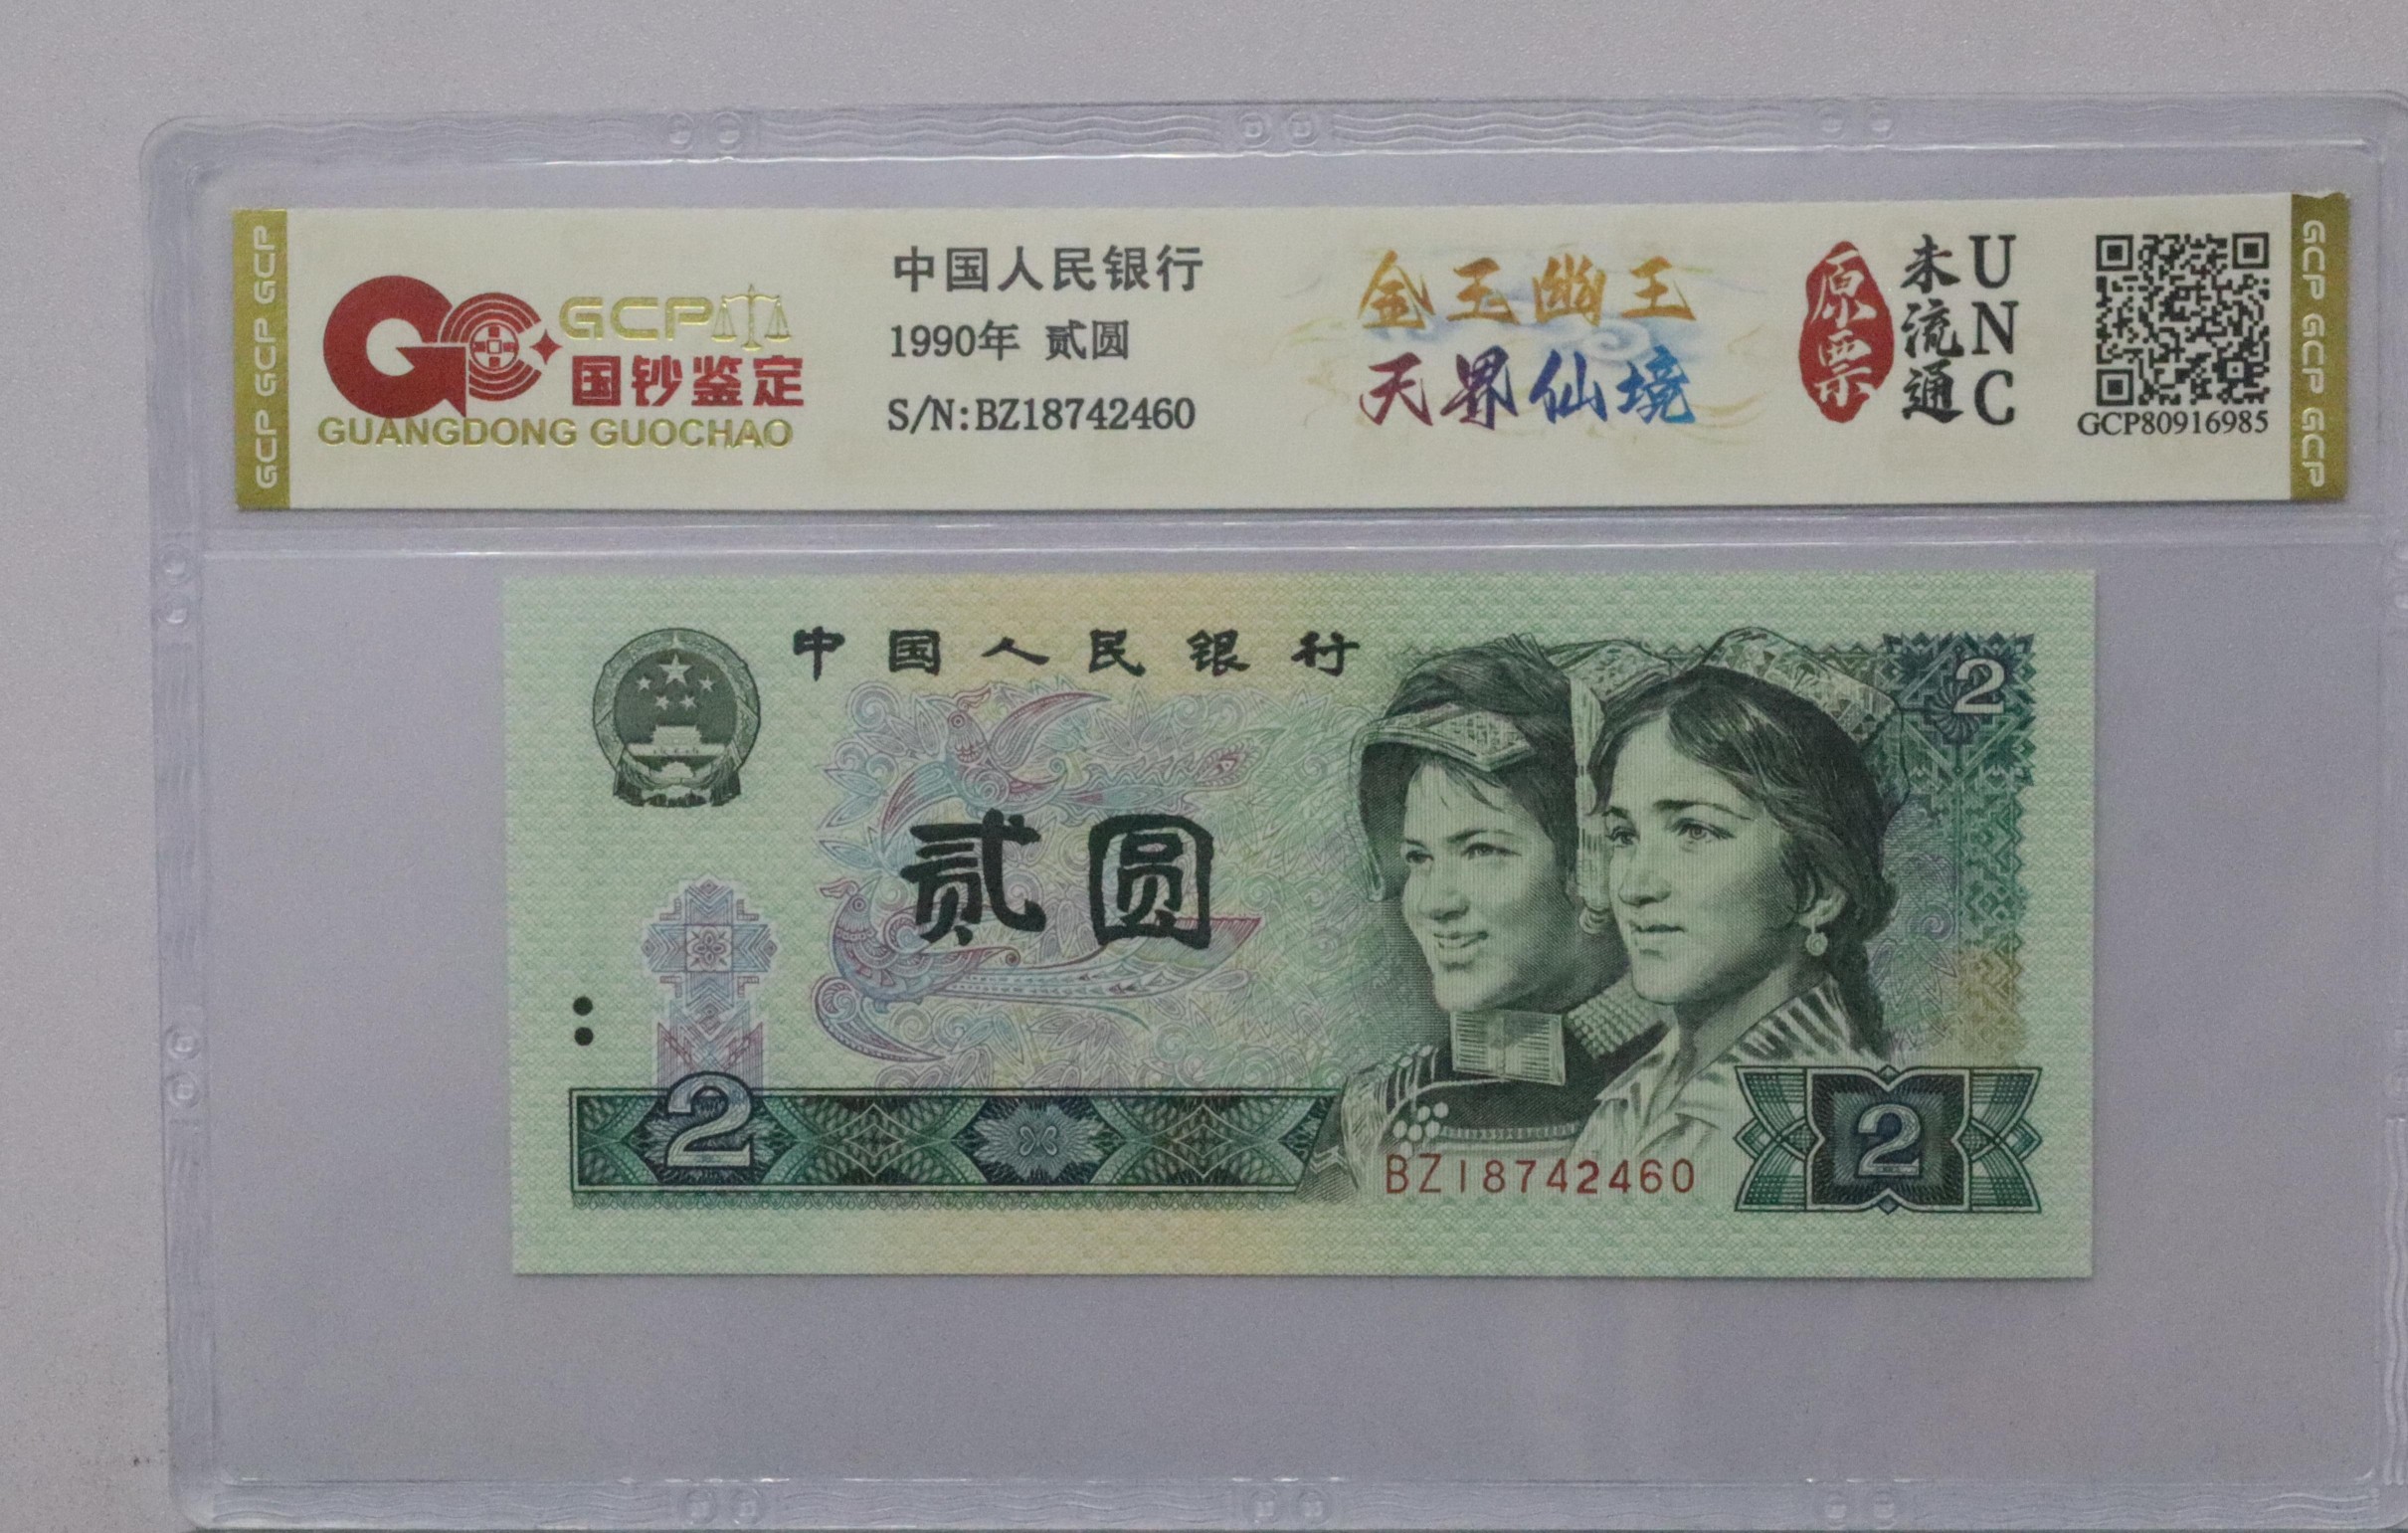 GCP GCP GCP
GCP
国钞鉴定
GUANGDONG GUOCHAO
中国人民银行
1990年 贰圆
S/N:BZ18742460
金玉幽王
天界仙境
原票
未流通
UNC
GCP80916985
GCP GCP GCP
中国人民银行
2
贰圆
2
BZ18742460
2